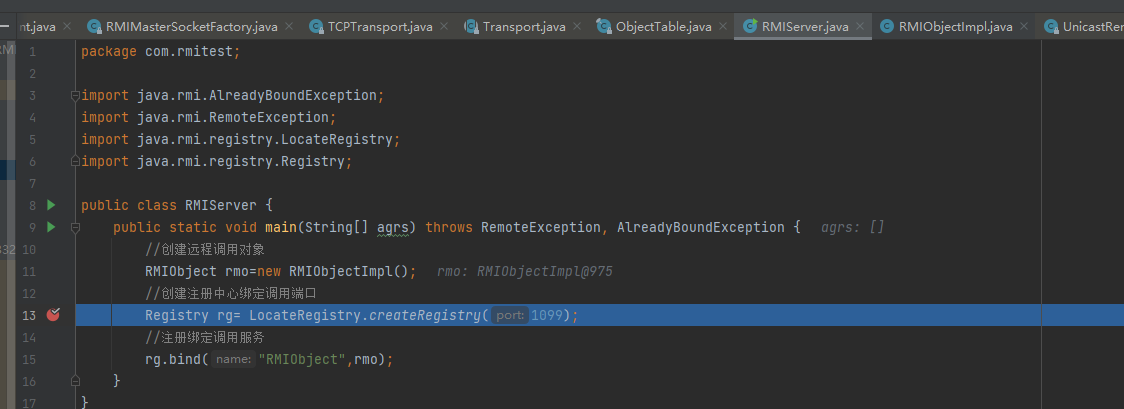 nt.java RMIMasterSocketFactory.java TCPTransport.java Transport.java ObjectTable.java RMIServer.java RMIObjectImpl.java UnicastRer
1 package com.rmitest;
2
3 import java.rmi.AlreadyBoundException;
4 import java.rmi.RemoteException;
5 import java.rmi.registry.LocateRegistry;
6 import java.rmi.registry.Registry;
7
8 public class RMIServer {
9 public static void main(String[] agrs) throws RemoteException, AlreadyBoundException { agrs: []
10 //创建远程调用对象
11 RMIObject rmo=new RMIObjectImpl(); rmo: RMIObjectImpl@975
12 //创建注册中心绑定调用端口
13 Registry rg= LocateRegistry.createRegistry( port: 1099);
14 //注册绑定调用服务
15 rg.bind( name: "RMIObject",rmo);
16 }
17 }